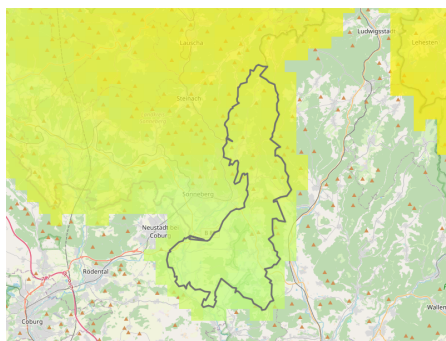 Ludwigsstadt
Lauscha
Lehesten
Steinach
Sonneberg
Neustadt bei
Coburg
Rödental
Coburg
Wallen